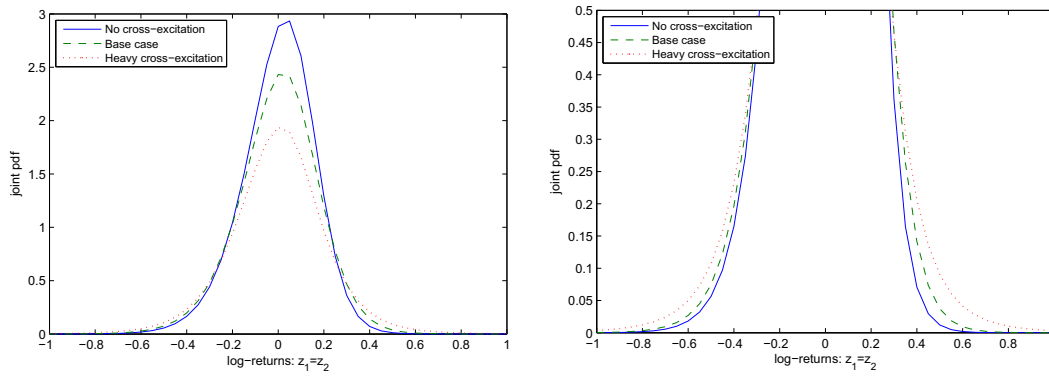 3
2.5
2
1.5
1
0.5
0
joint pdf
No cross−excitation
Base case
Heavy cross−excitation
−1 −0.8 −0.6 −0.4 −0.2 0 0.2 0.4 0.6 0.8 1
log−returns: z1=z2
0.5
0.45
0.4
0.35
0.3
0.25
0.2
0.15
0.1
0.05
0
joint pdf
No cross−excitation
Base case
Heavy cross−excitation
−1 −0.8 −0.6 −0.4 −0.2 0 0.2 0.4 0.6 0.8
log−returns: z1=z2